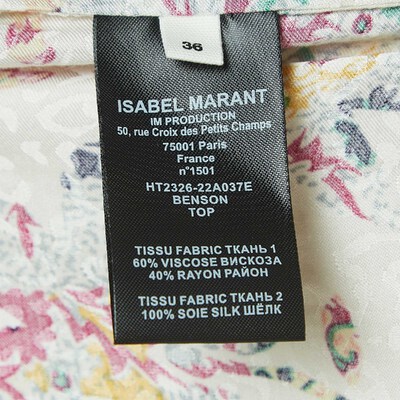 36
ISABEL MARANT
IM PRODUCTION
50, rue Croix des Petits Champs
75001 Paris
France
n°1501
HT2326-22A037E
BENSON
TOP
TISSU FABRIC ТКАНЬ 1
60% VISCOSE ВИСКОЗА
40% RAYON РАЙОН
TISSU FABRIC ТКАНЬ 2
100% SOIE SILK ШЁЛК